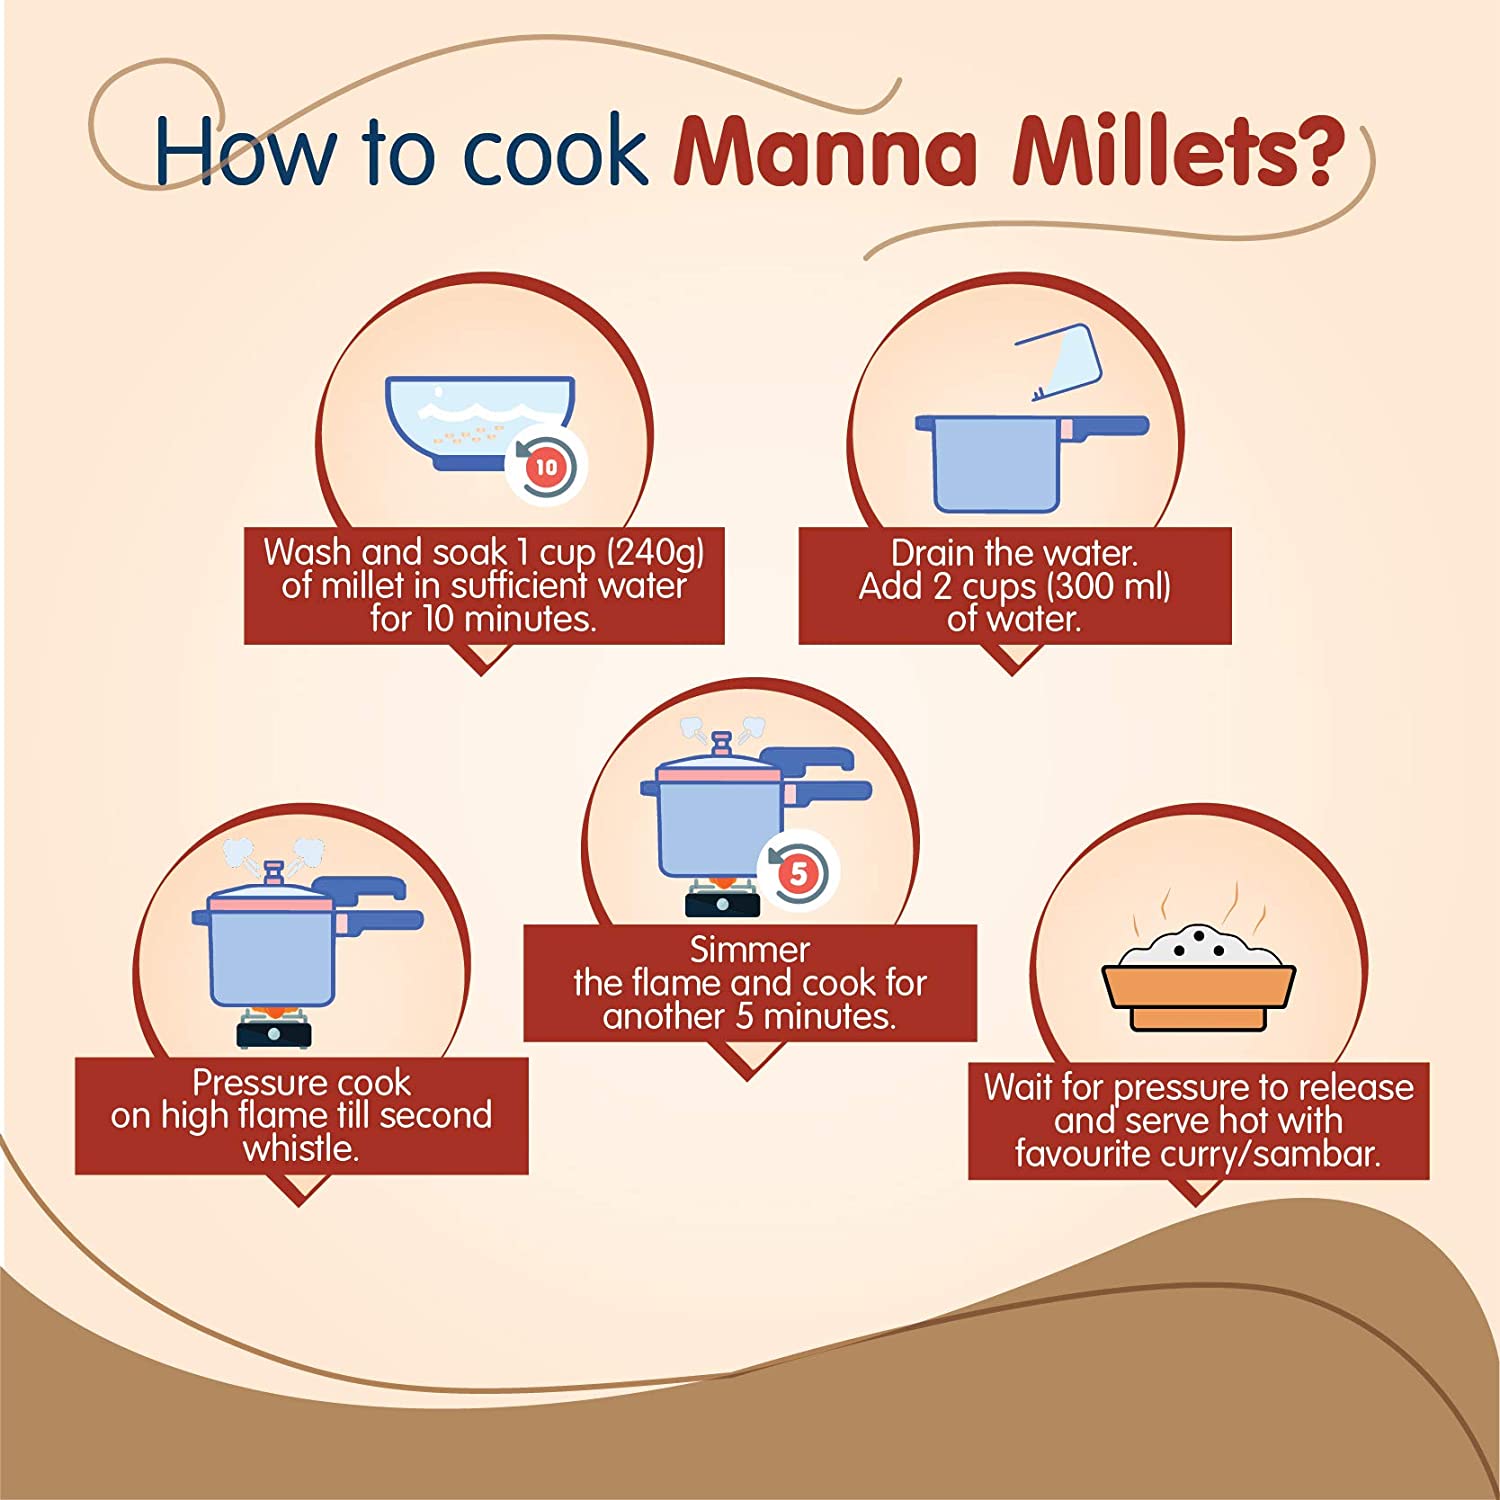 How to cook Manna Millets?
10
Wash and soak 1 cup (240g)
of millet in sufficient water
for 10 minutes.
Drain the water.
Add 2 cups (300 ml)
of water.
Pressure cook
on high flame till second
whistle.
5
Simmer
the flame and cook for
another 5 minutes.
Wait for pressure to release
and serve hot with
favourite curry/sambar.